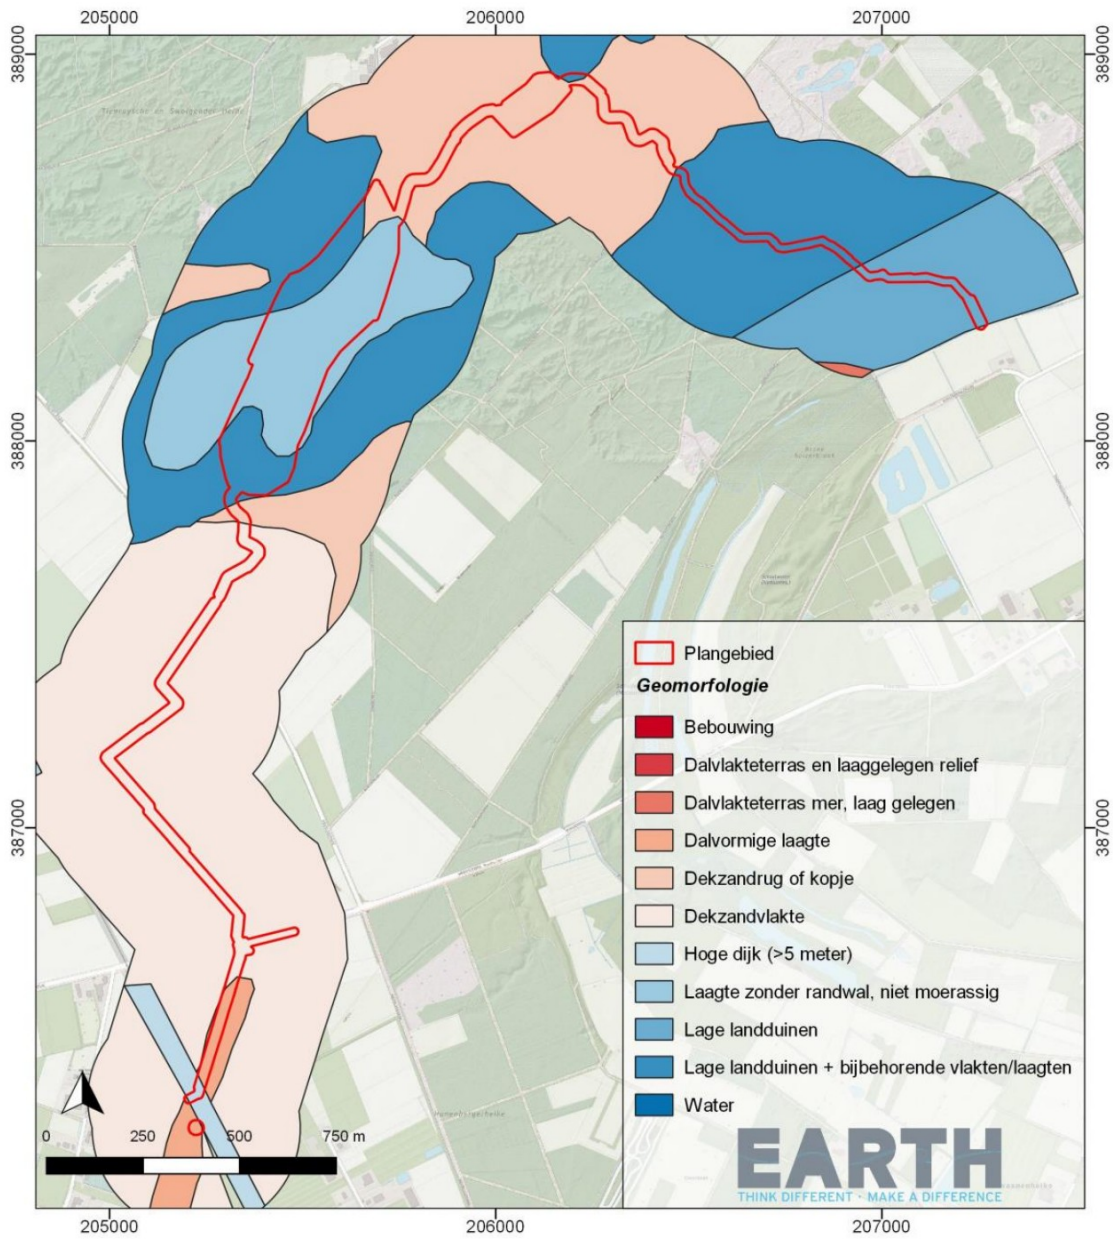 205000
206000
207000
389000
389000
388000
388000
387000
387000
Plangebied
Geomorfologie
Bebouwing
Dalvlakteterras en laaggelegen relief
Dalvlakteterras mer, laag gelegen
Dalvormige laagte
Dekzandrug of kopje
Dekzandvlakte
Hoge dijk (>5 meter)
Laagte zonder randwal, niet moerassig
Lage landduinen
Lage landduinen + bijbehorende vlakten/laagten
Water
0 250 500 750 m
EARTH
THINK DIFFERENT · MAKE A DIFFERENCE
205000
206000
207000